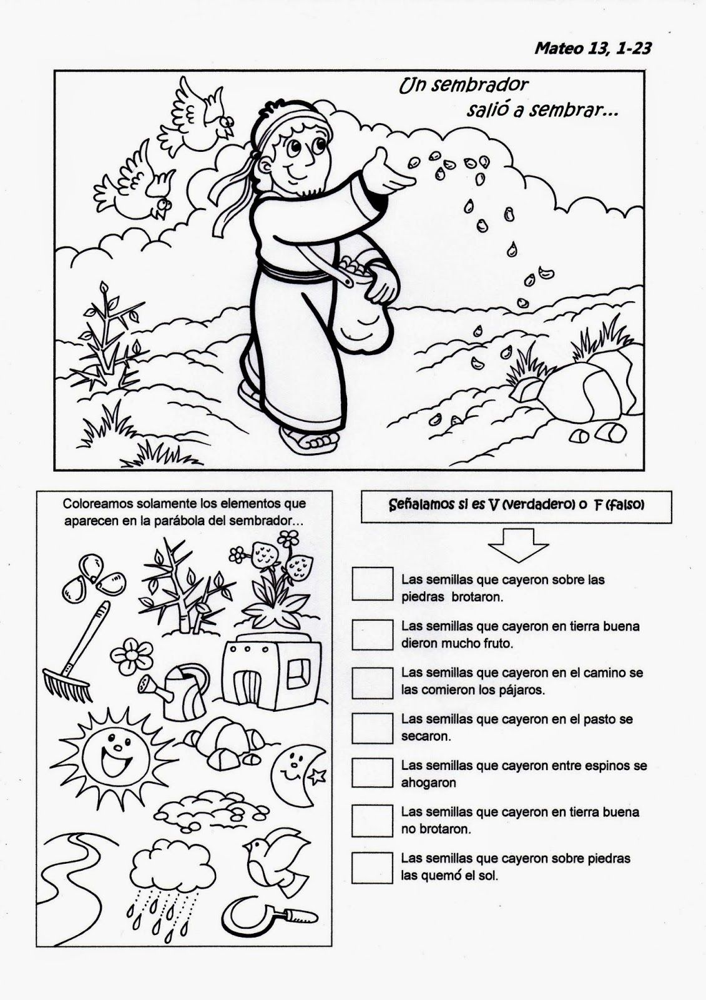 Mateo 13, 1-23
Un sembrador
salió a sembrar...
Coloreamos solamente los elementos que
aparecen en la parábola del sembrador...
Señalamos si es V (verdadero) o F (falso)
Las semillas que cayeron sobre las
piedras brotaron.
Las semillas que cayeron en tierra buena
dieron mucho fruto.
Las semillas que cayeron en el camino se
las comieron los pájaros.
Las semillas que cayeron en el pasto se
secaron.
Las semillas que cayeron entre espinos se
ahogaron
Las semillas que cayeron en tierra buena
no brotaron.
Las semillas que cayeron sobre piedras
las quemó el sol.